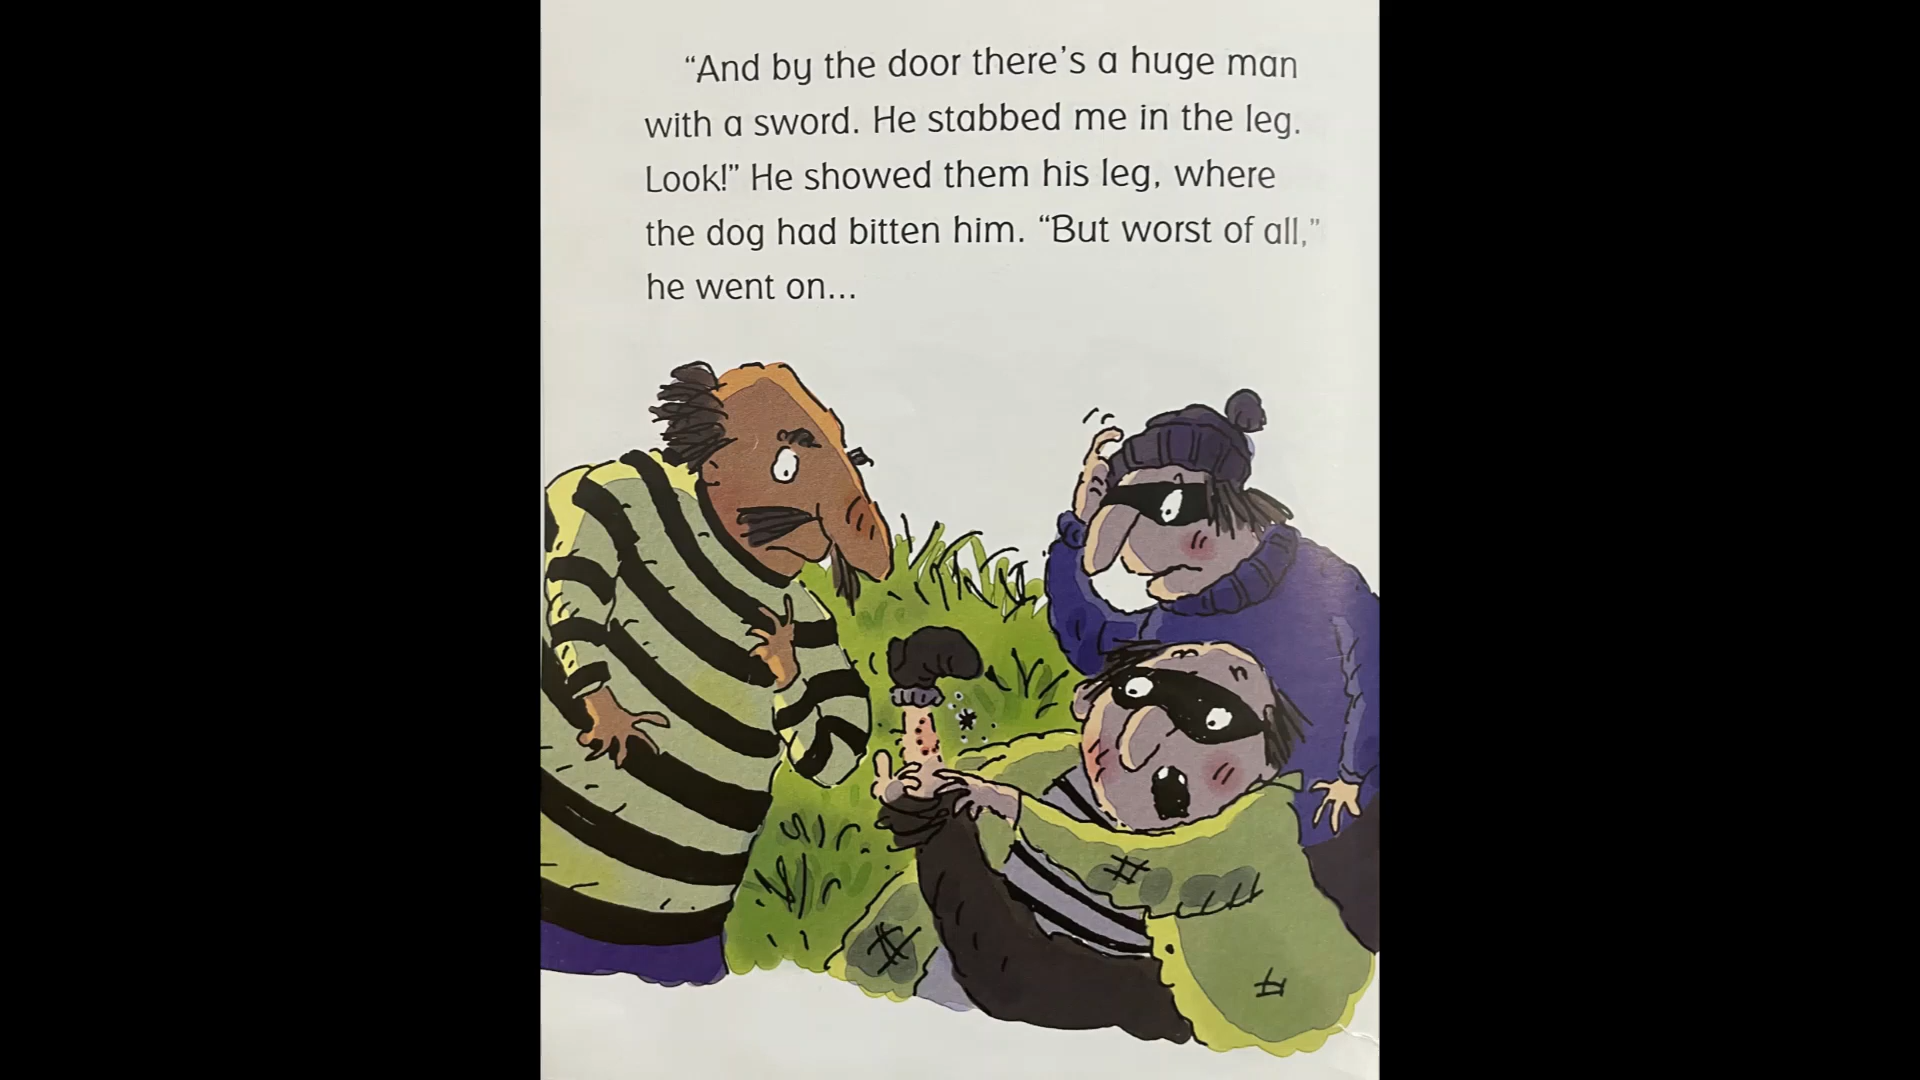 “And by the door there’s a huge man
with a sword. He stabbed me in the leg.
Look!” He showed them his leg, where
the dog had bitten him. “But worst of all,”
he went on...